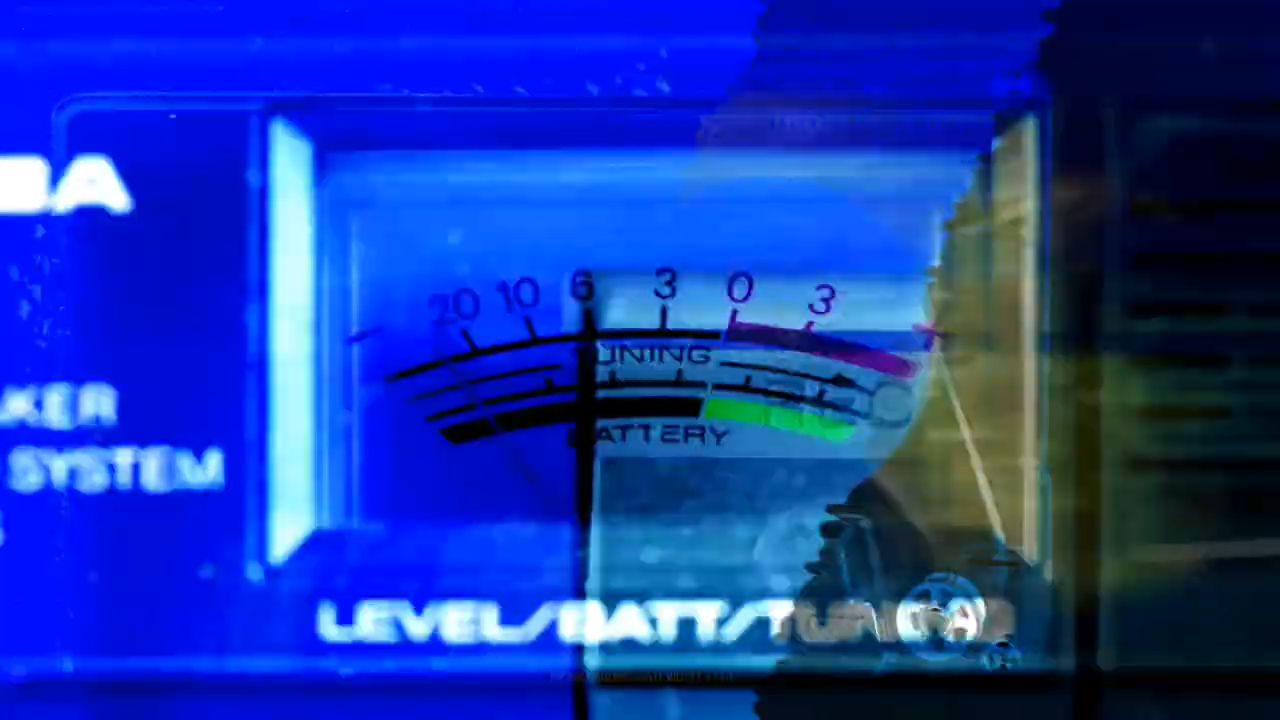 BA
20 10 6 3 0 3
TUNING
BATTERY
KER
SYSTEM
LEVEL/BATT/TUNING